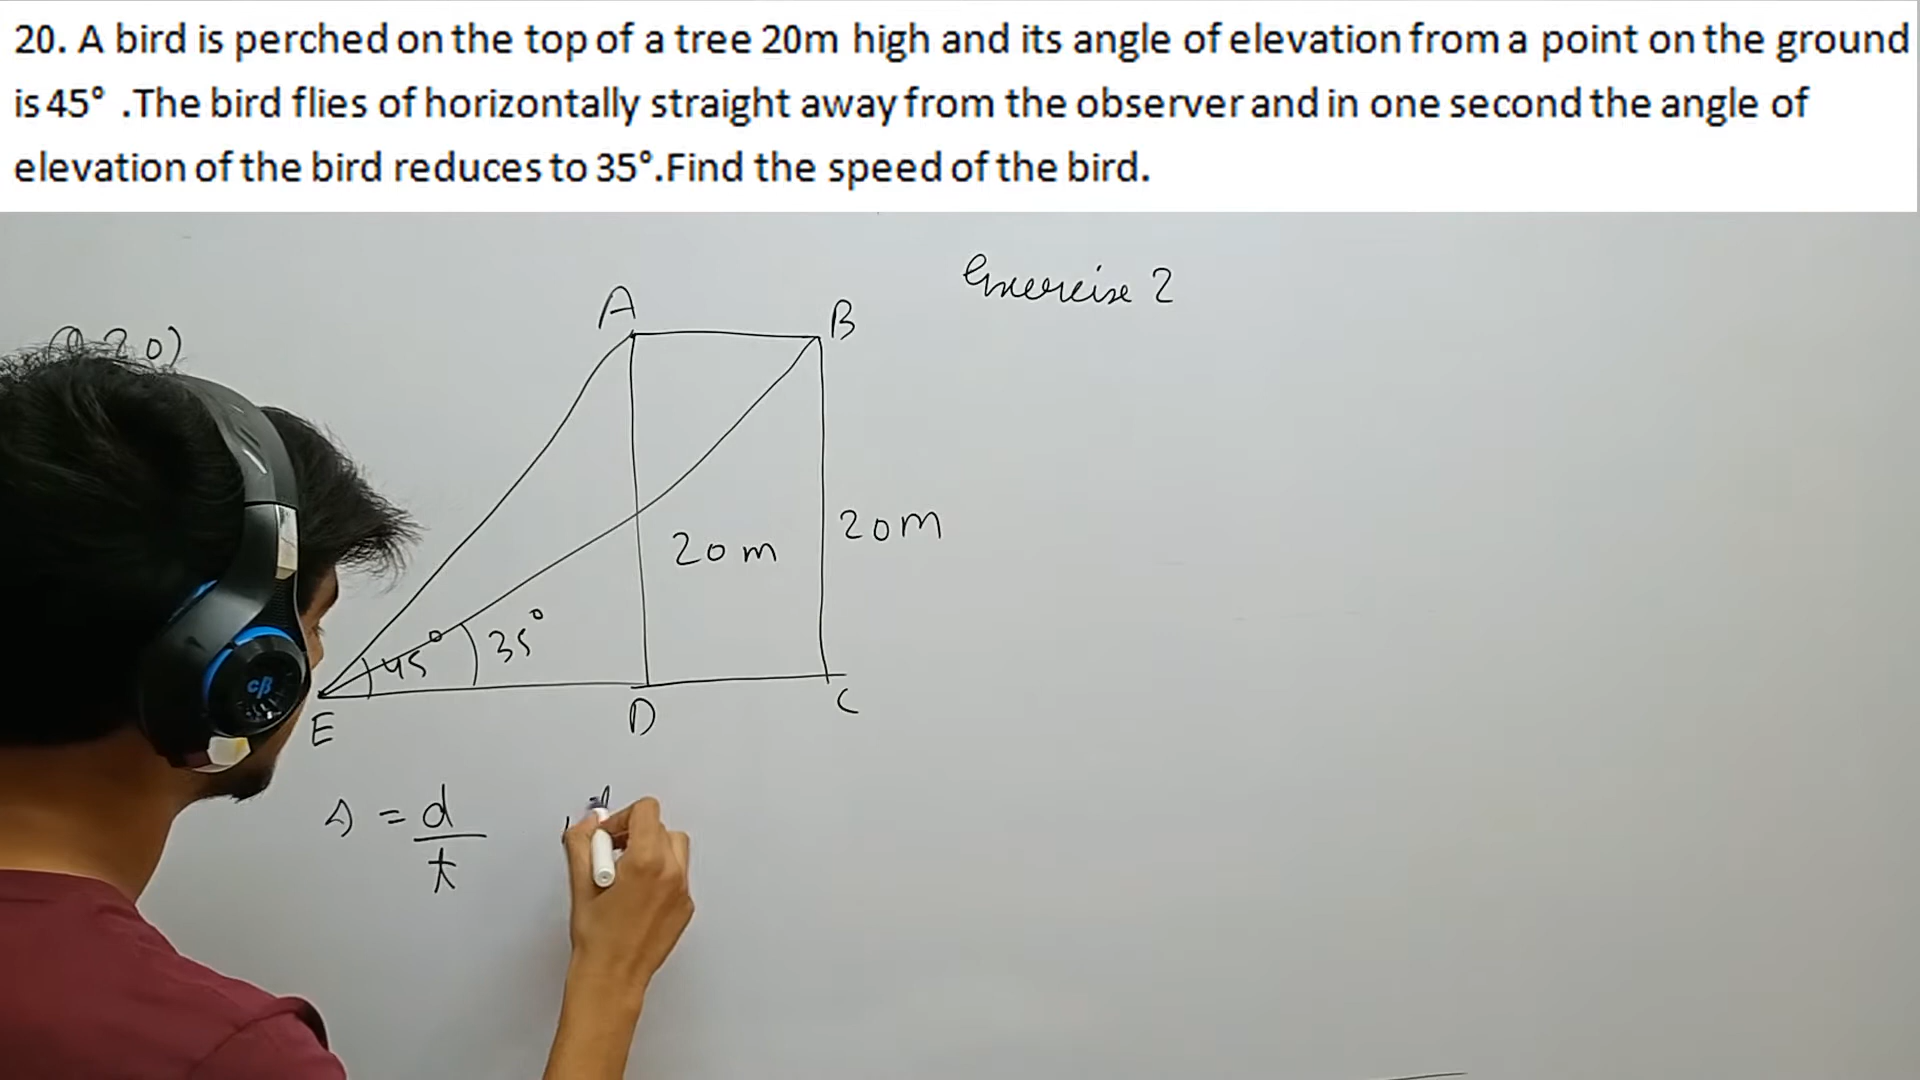 20. A bird is perched on the top of a tree 20m high and its angle of elevation from a point on the ground
is 45° .The bird flies of horizontally straight away from the observer and in one second the angle of
elevation of the bird reduces to 35°.Find the speed of the bird.
Exercise 2
20)
A
B
20 m
20 m
45°
35°
E
D
C
s = d
t
cβ